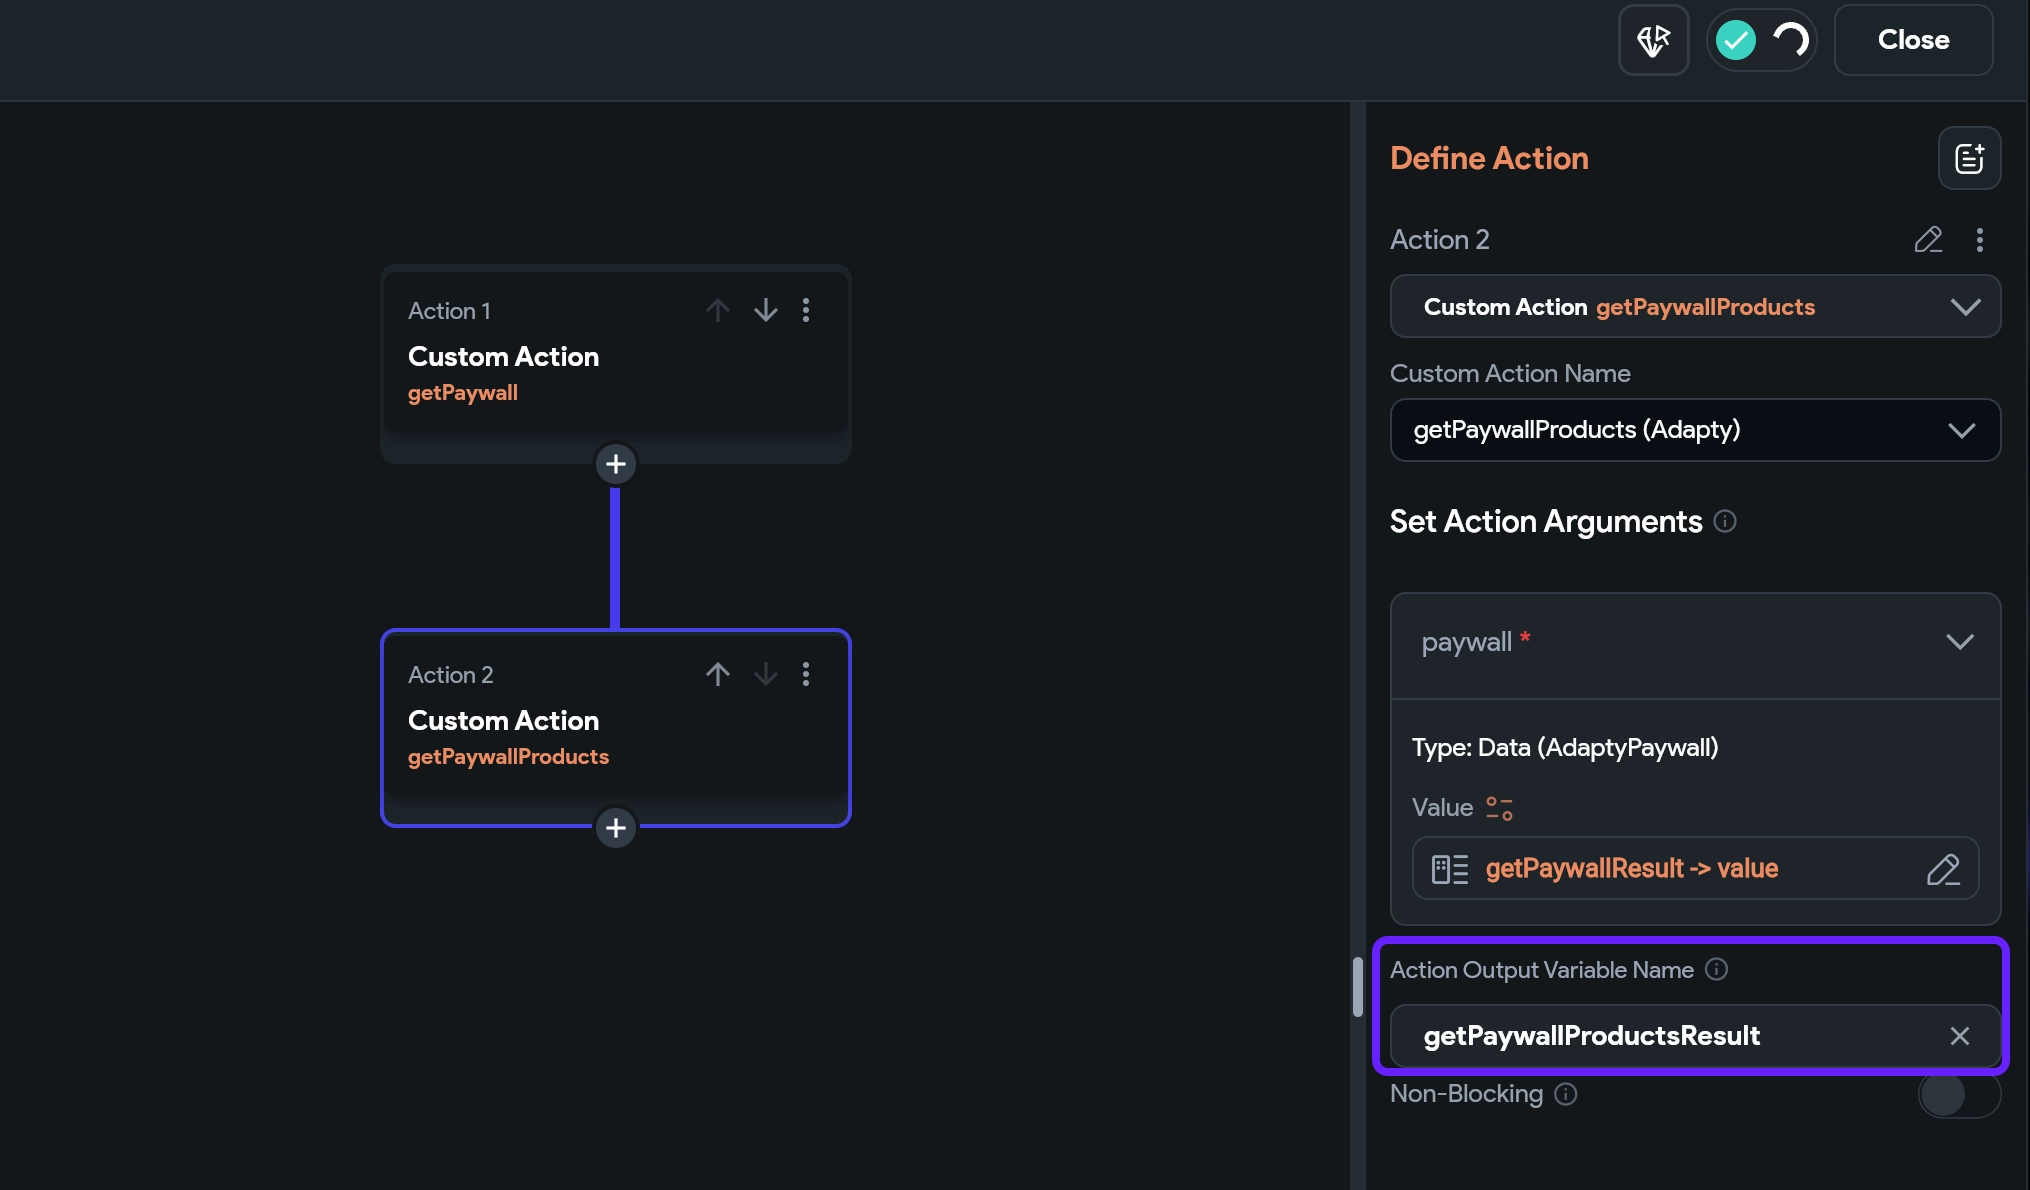 Close
Define Action
Action 2
Custom Action getPaywallProducts
Custom Action Name
getPaywallProducts (Adapty)
Set Action Arguments
paywall *
Type: Data (AdaptyPaywall)
Value
getPaywallResult -> value
Action Output Variable Name
getPaywallProductsResult
Non-Blocking
Action 1
Custom Action
getPaywall
Action 2
Custom Action
getPaywallProducts